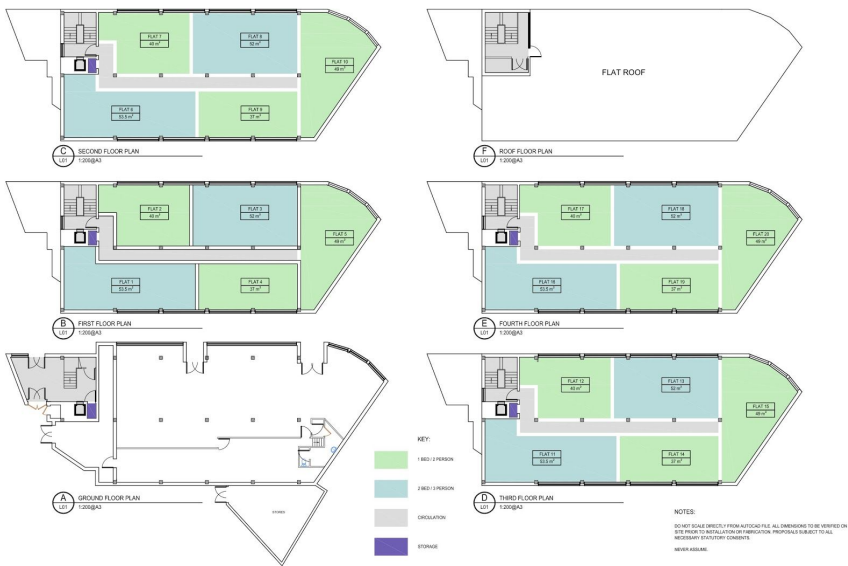 FLAT 7
40 m²
FLAT 8
52 m²
FLAT 10
49 m²
FLAT 6
53.5 m²
FLAT 9
37 m²
C
L01
SECOND FLOOR PLAN
1:200@A3
FLAT ROOF
F
L01
ROOF FLOOR PLAN
1:200@A3
FLAT 2
40 m²
FLAT 3
52 m²
FLAT 5
49 m²
FLAT 1
53.5 m²
FLAT 4
37 m²
B
L01
FIRST FLOOR PLAN
1:200@A3
FLAT 17
40 m²
FLAT 18
52 m²
FLAT 20
49 m²
FLAT 16
53.5 m²
FLAT 19
37 m²
E
L01
FOURTH FLOOR PLAN
1:200@A3
A
L01
GROUND FLOOR PLAN
1:200@A3
KEY:
1 BED / 2 PERSON
2 BED / 3 PERSON
CIRCULATION
STORAGE
FLAT 12
40 m²
FLAT 13
52 m²
FLAT 15
49 m²
FLAT 11
53.5 m²
FLAT 14
37 m²
D
L01
THIRD FLOOR PLAN
1:200@A3
NOTES:
DO NOT SCALE DIRECTLY FROM AUTOCAD FILE. ALL DIMENSIONS TO BE VERIFIED ON
SITE PRIOR TO INSTALLATION OR FABRICATION. PROPOSALS SUBJECT TO ALL
NECESSARY STATUTORY CONSENTS.
NEVER ASSUME.